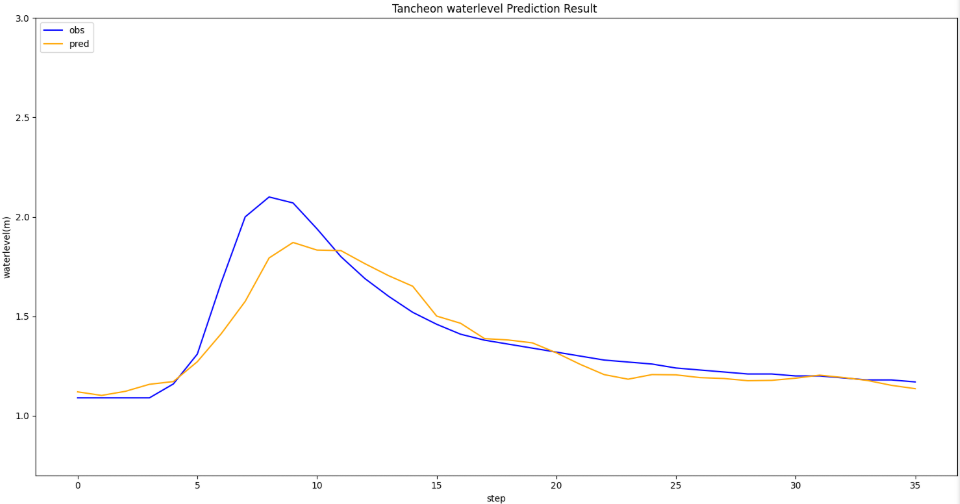 Tancheon waterlevel Prediction Result
obs
pred
3.0
2.5
2.0
1.5
1.0
waterlevel(m)
0 5 10 15 20 25 30 35
step